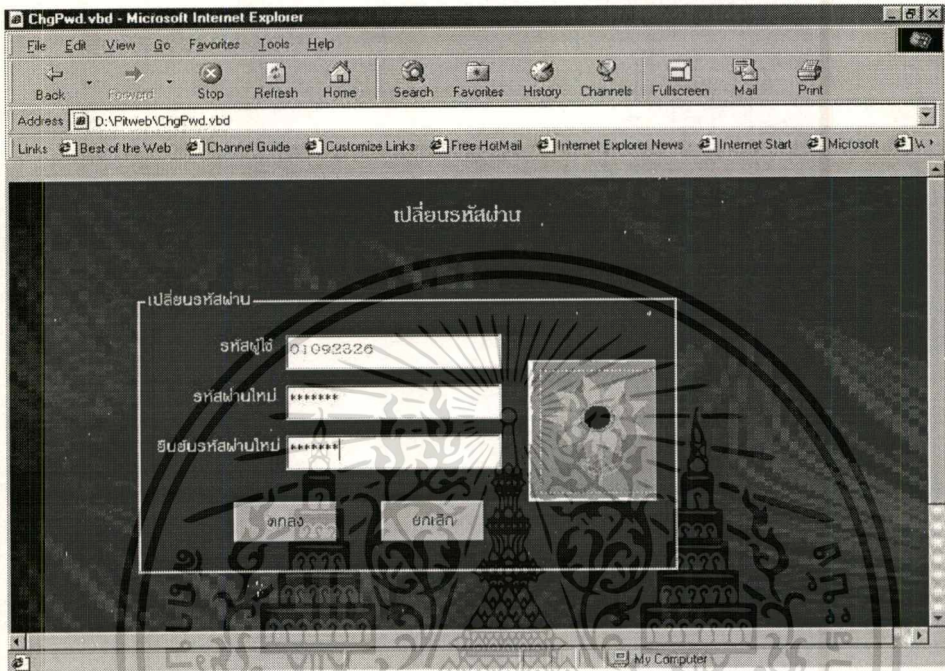 ChgPwd.vbd - Microsoft Internet Explorer
File Edit View Go Favorites Tools Help
Back Forward Stop Refresh Home Search Favorites History Channels Fullscreen Mail Print
Address D:\Pitweb\ChgPwd.vbd
Links Best of the Web Channel Guide Customize Links Free HotMail Internet Explorer News Internet Start Microsoft
เปลี่ยนรหัสผ่าน
เปลี่ยนรหัสผ่าน
รหัสผู้ใช้ 01092326
รหัสผ่านใหม่ *******
ยืนยันรหัสผ่านใหม่ *******
ตกลง ยกเลิก
My Computer